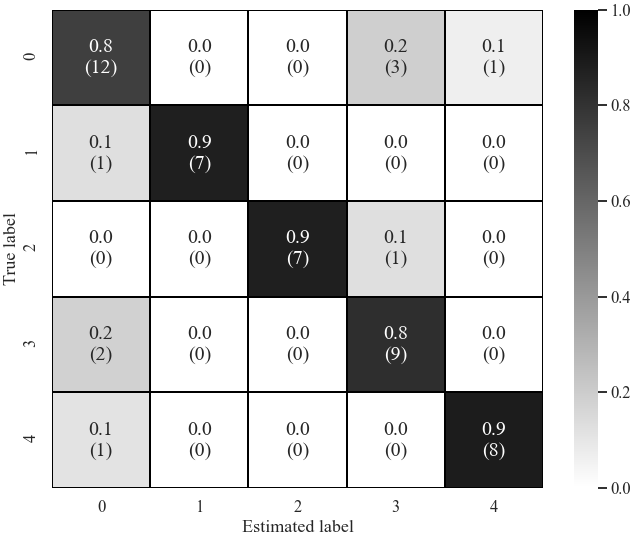 0.8 0.0 0.0 0.2 0.1 1.0
0 (12) (0) (0) (3) (1)
0.8
0.1 0.9 0.0 0.0 0.0
1 (1) (7) (0) (0) (0)
0.6
True label
0.0 0.0 0.9 0.1 0.0
2 (0) (0) (7) (1) (0)
0.4
0.2 0.0 0.0 0.8 0.0
3 (2) (0) (0) (9) (0)
0.2
0.1 0.0 0.0 0.0 0.9
4 (1) (0) (0) (0) (8)
0.0
0 1 2 3 4
Estimated label